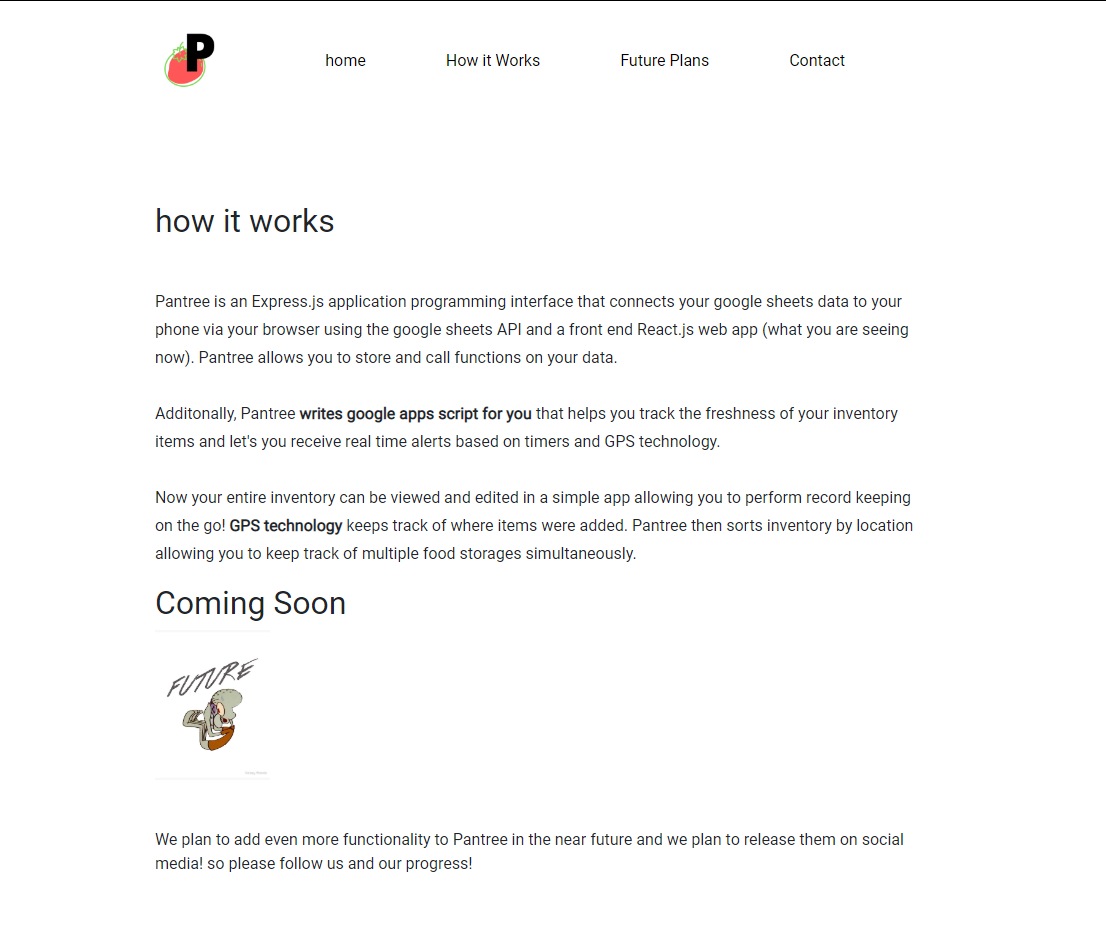 P
home
How it Works
Future Plans
Contact
how it works
Pantree is an Express.js application programming interface that connects your google sheets data to your
phone via your browser using the google sheets API and a front end React.js web app (what you are seeing
now). Pantree allows you to store and call functions on your data.
Additonally, Pantree writes google apps script for you that helps you track the freshness of your inventory
items and let's you receive real time alerts based on timers and GPS technology.
Now your entire inventory can be viewed and edited in a simple app allowing you to perform record keeping
on the go! GPS technology keeps track of where items were added. Pantree then sorts inventory by location
allowing you to keep track of multiple food storages simultaneously.
Coming Soon
FUTURE
We plan to add even more functionality to Pantree in the near future and we plan to release them on social
media! so please follow us and our progress!